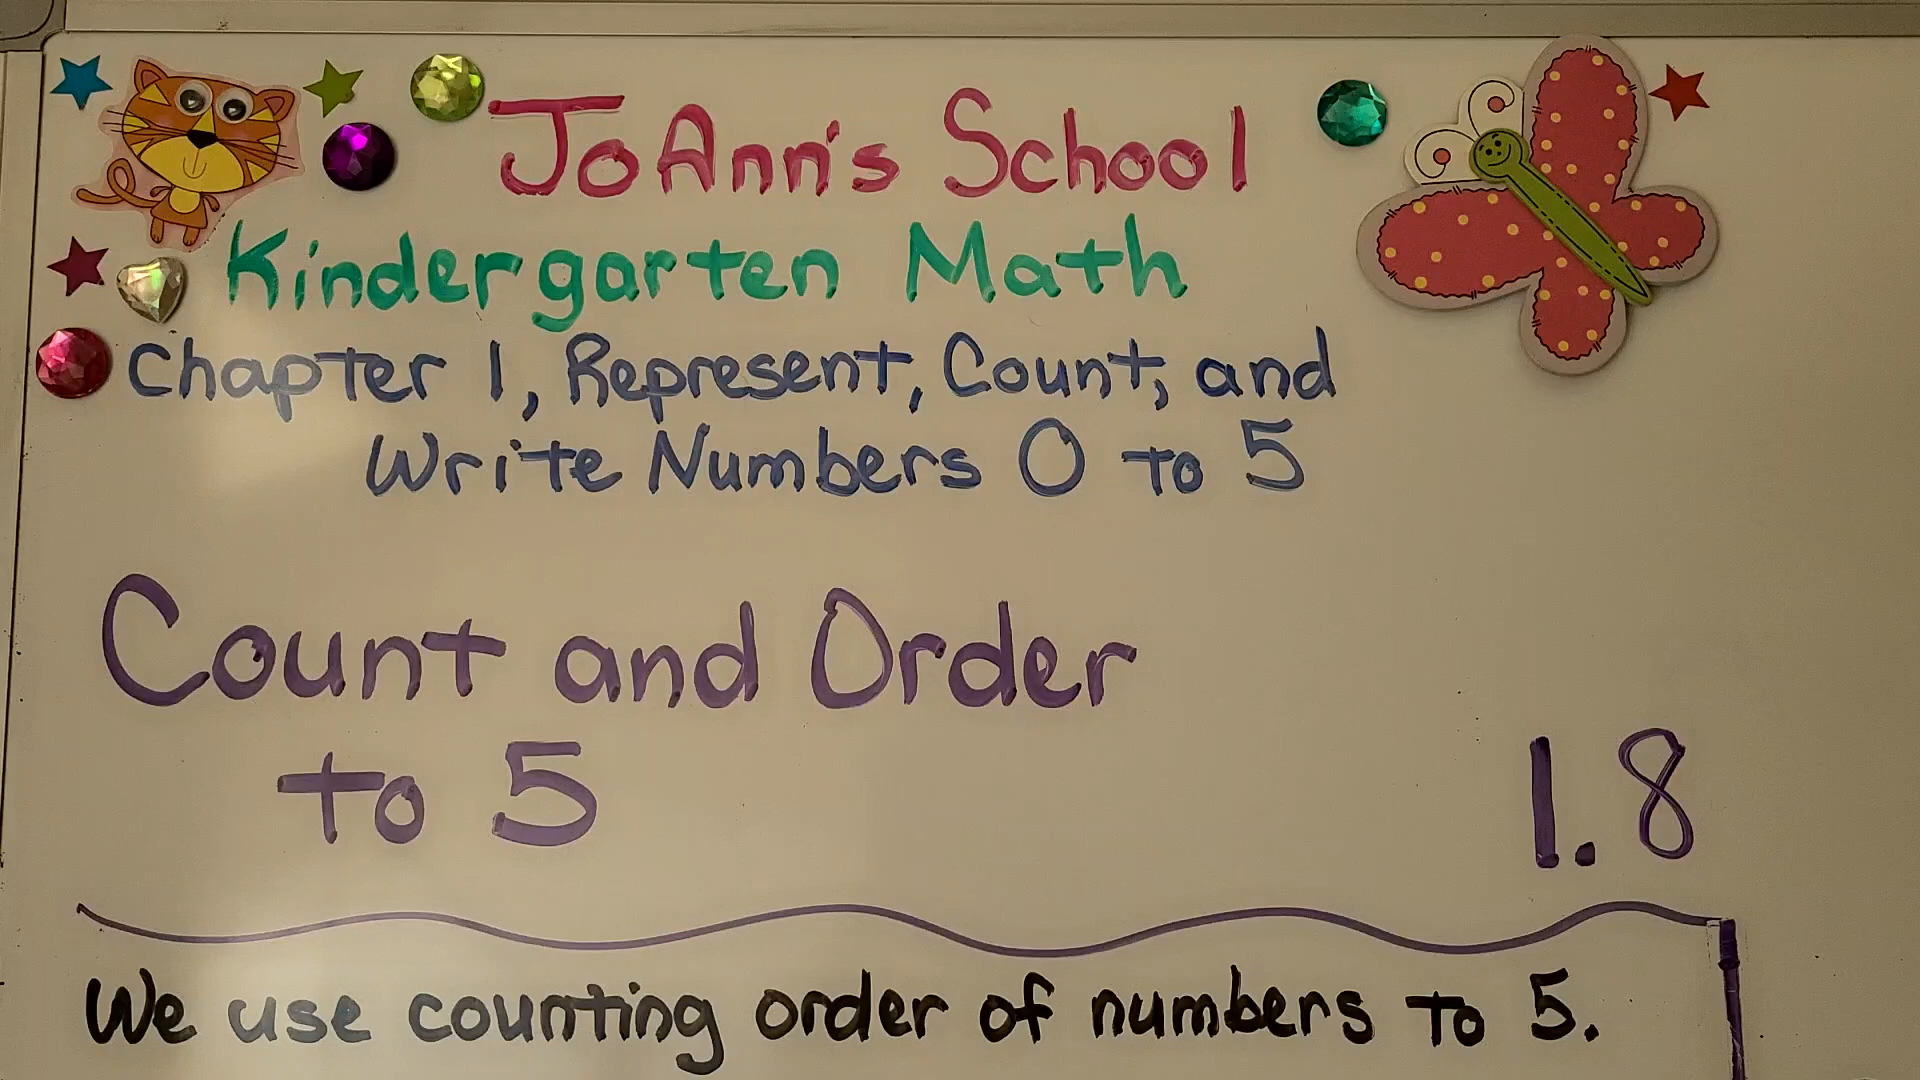 JoAnn's School
Kindergarten Math
Chapter 1, Represent, Count, and
Write Numbers 0 to 5
Count and Order
to 5
1.8
We use counting order of numbers to 5.